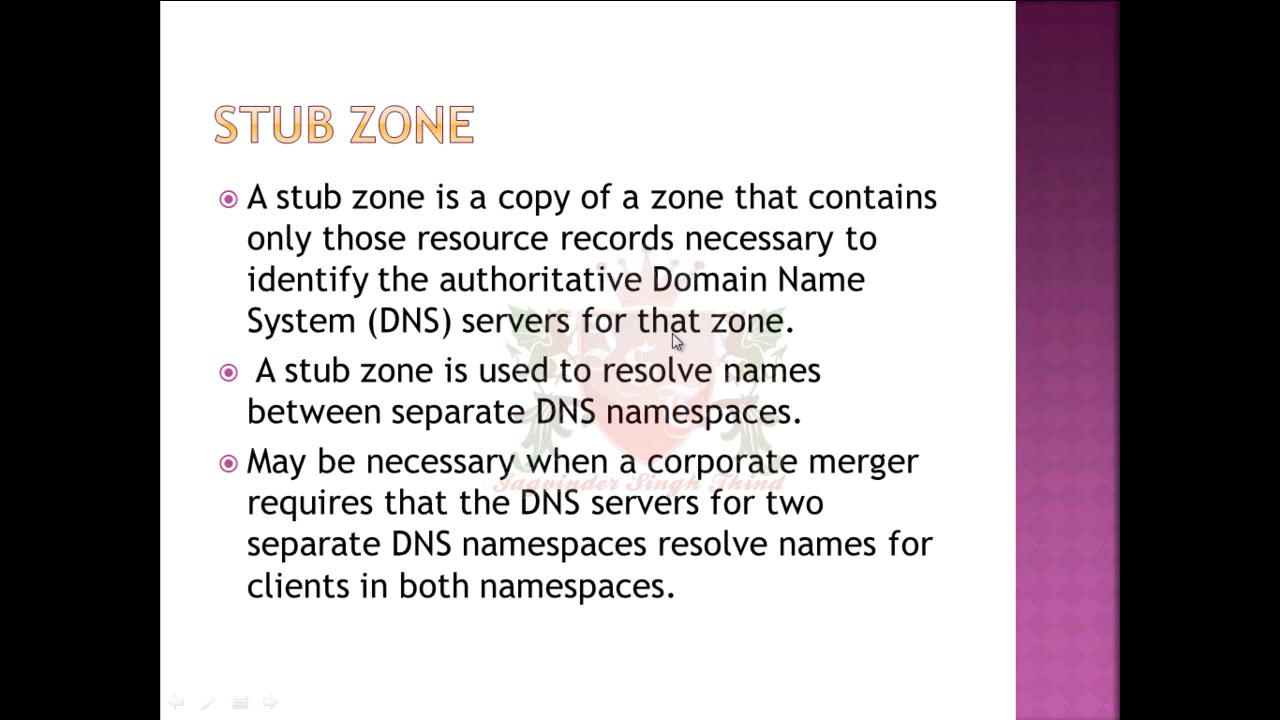 STUB ZONE
A stub zone is a copy of a zone that contains
only those resource records necessary to
identify the authoritative Domain Name
System (DNS) servers for that zone.
A stub zone is used to resolve names
between separate DNS namespaces.
May be necessary when a corporate merger
Jagvinder Singh Thind
requires that the DNS servers for two
separate DNS namespaces resolve names for
clients in both namespaces.